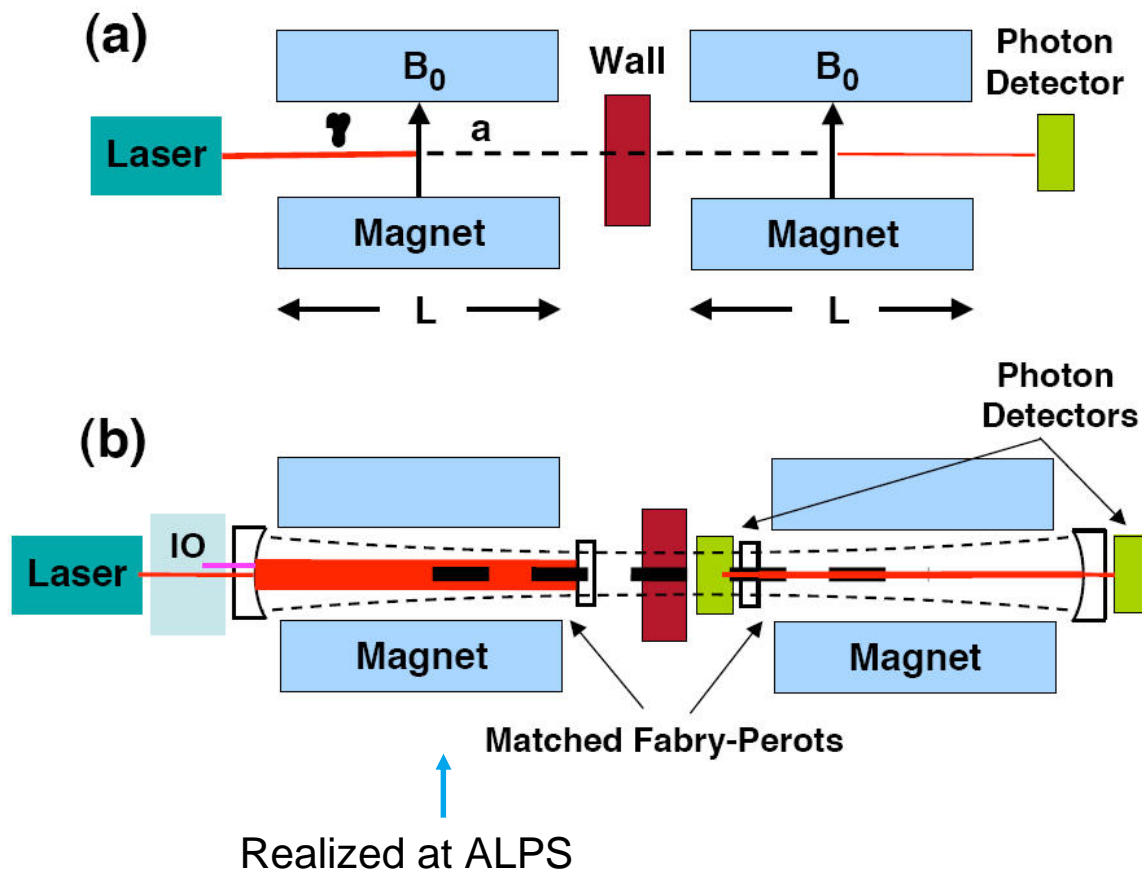 (a)
B0
Wall
B0
Photon
Detector
Laser
γ
a
Magnet
Magnet
L
L
Photon
Detectors
(b)
IO
Laser
Magnet
Magnet
Matched Fabry-Perots
Realized at ALPS